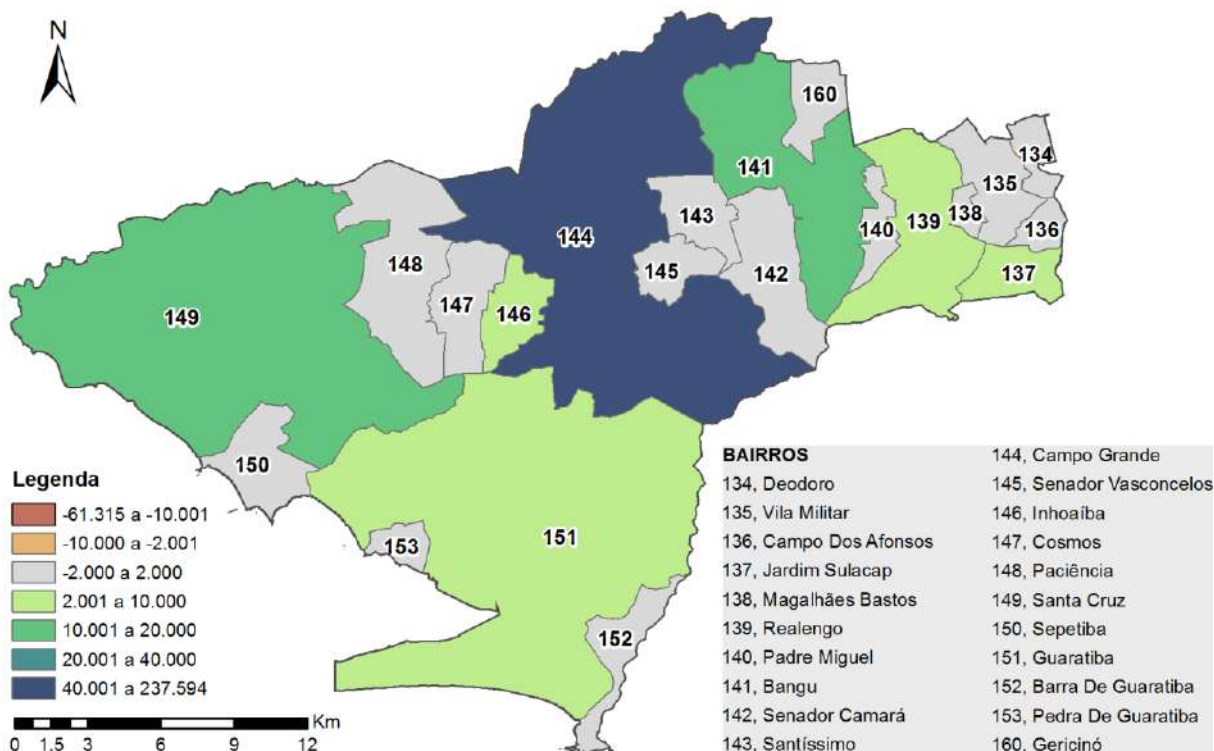 N
160
134
135
141
138
136
143
139
140
144
137
148
145
142
147
146
149
150
151
153
152
Legenda
-61.315 a -10.001
-10.000 a -2.001
-2.000 a 2.000
2.001 a 10.000
10.001 a 20.000
20.001 a 40.000
40.001 a 237.594
Km
0 1,5 3 6 9 12
BAIRROS
134, Deodoro
135, Vila Militar
136, Campo Dos Afonsos
137, Jardim Sulacap
138, Magalhães Bastos
139, Realengo
140, Padre Miguel
141, Bangu
142, Senador Camará
143, Santíssimo
144, Campo Grande
145, Senador Vasconcelos
146, Inhoaíba
147, Cosmos
148, Paciência
149, Santa Cruz
150, Sepetiba
151, Guaratiba
152, Barra De Guaratiba
153, Pedra De Guaratiba
160, Gericinó